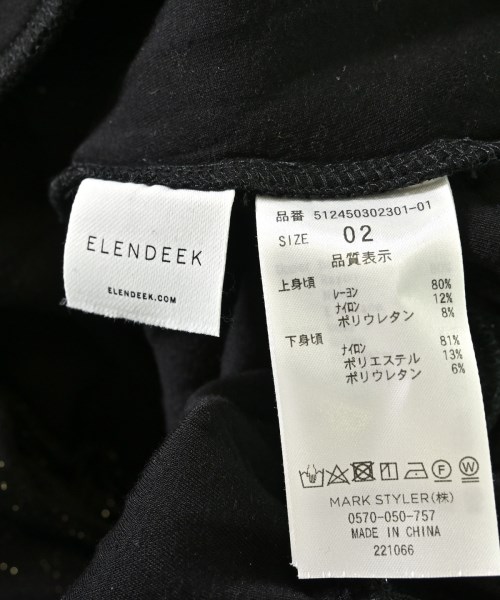 ELENDEEK
ELENDEEK.COM
品番 512450302301-01
SIZE 02
品質表示
上身頃
レーヨン 80%
ナイロン 12%
ポリウレタン 8%
下身頃
ナイロン 81%
ポリエステル 13%
ポリウレタン 6%
F W
MARK STYLER(株)
0570-050-757
MADE IN CHINA
221066